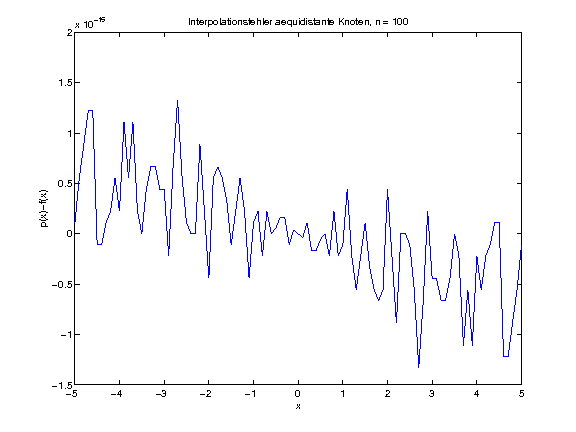 x 10^-15
Interpolationsfehler aequidistante Knoten, n = 100
2
1.5
1
0.5
0
−0.5
−1
−1.5
p(x)−f(x)
−5 −4 −3 −2 −1 0 1 2 3 4 5
x